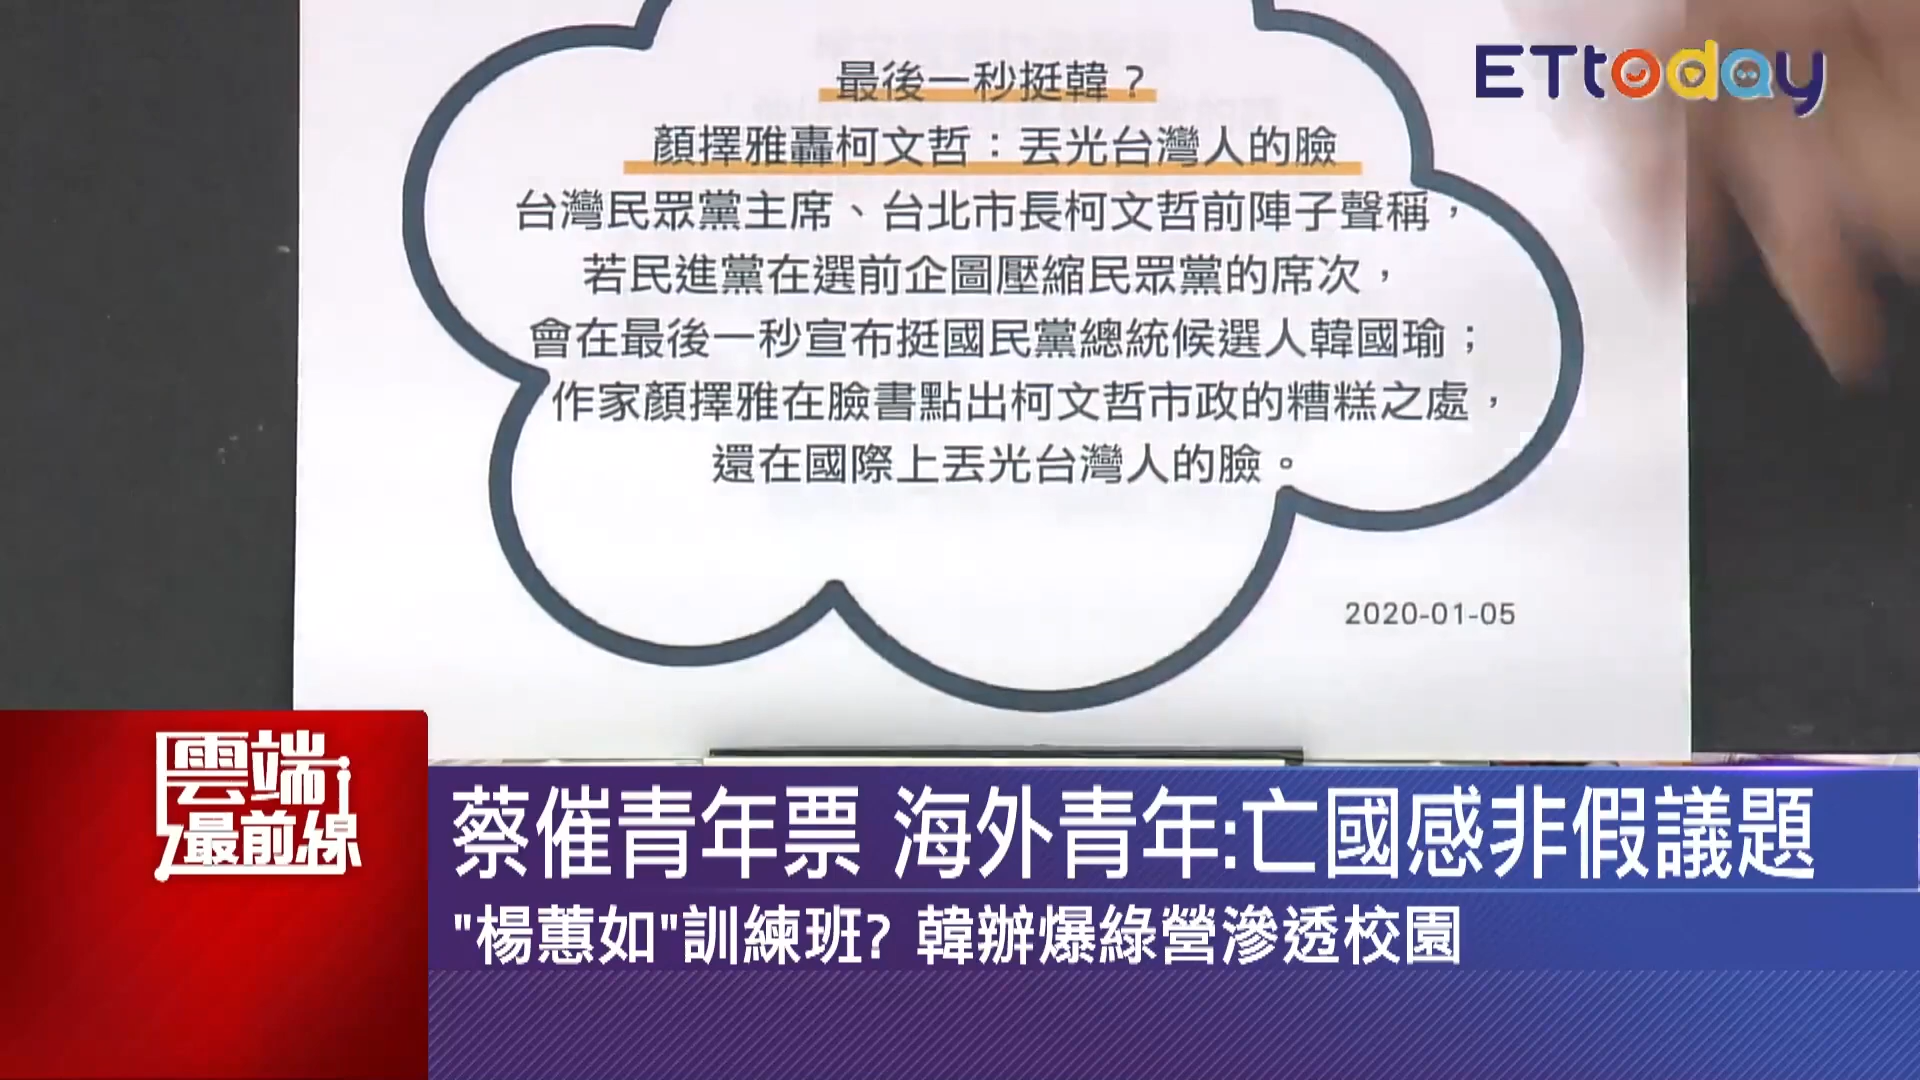 ETtoday
最後一秒挺韓？
顏擇雅轟柯文哲：丟光台灣人的臉
台灣民眾黨主席、台北市長柯文哲前陣子聲稱，
若民進黨在選前企圖壓縮民眾黨的席次，
會在最後一秒宣布挺國民黨總統候選人韓國瑜；
作家顏擇雅在臉書點出柯文哲市政的糟糕之處，
還在國際上丟光台灣人的臉。
2020-01-05
雲端
最前線
蔡催青年票 海外青年:亡國感非假議題
"楊蕙如"訓練班? 韓辦爆綠營滲透校園